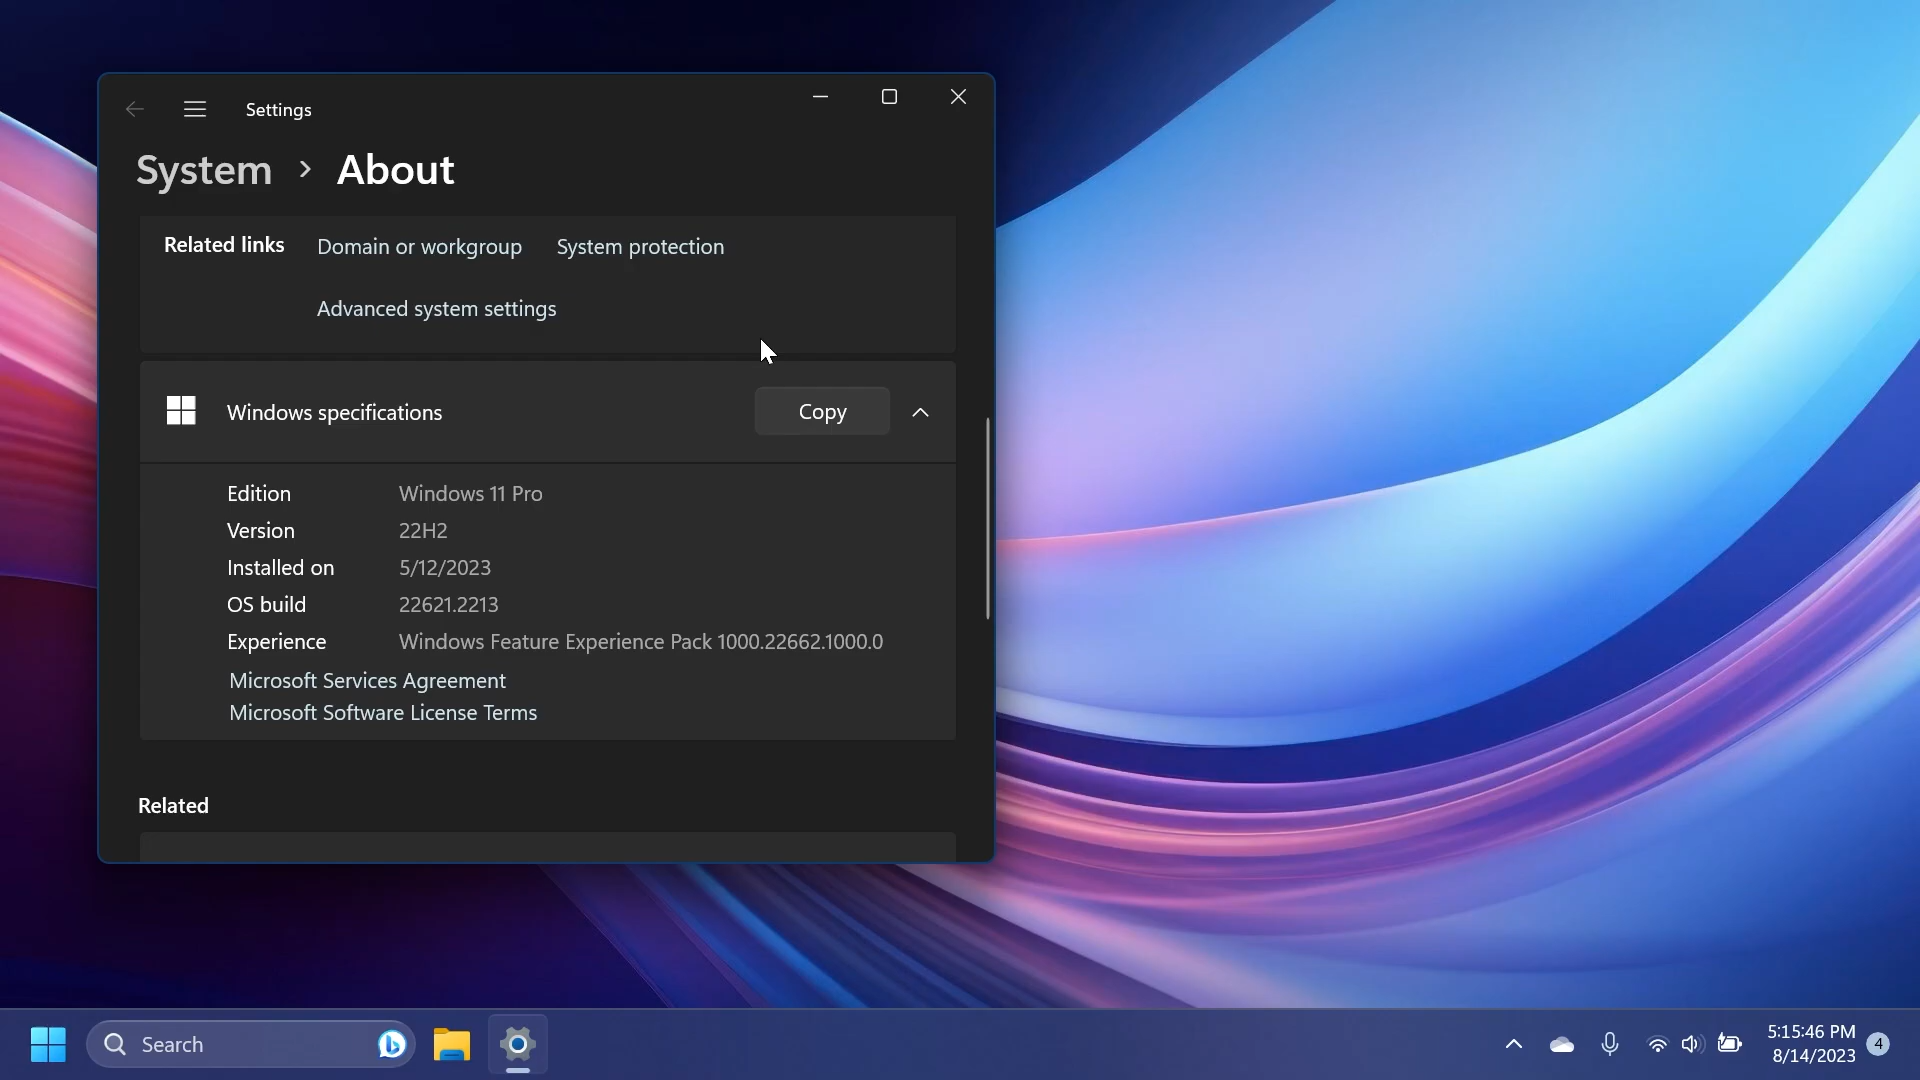 Settings
System > About
Related links Domain or workgroup System protection
Advanced system settings
Windows specifications Copy
Edition Windows 11 Pro
Version 22H2
Installed on 5/12/2023
OS build 22621.2213
Experience Windows Feature Experience Pack 1000.22662.1000.0
Microsoft Services Agreement
Microsoft Software License Terms
Related
Search
5:15:46 PM
8/14/2023 4